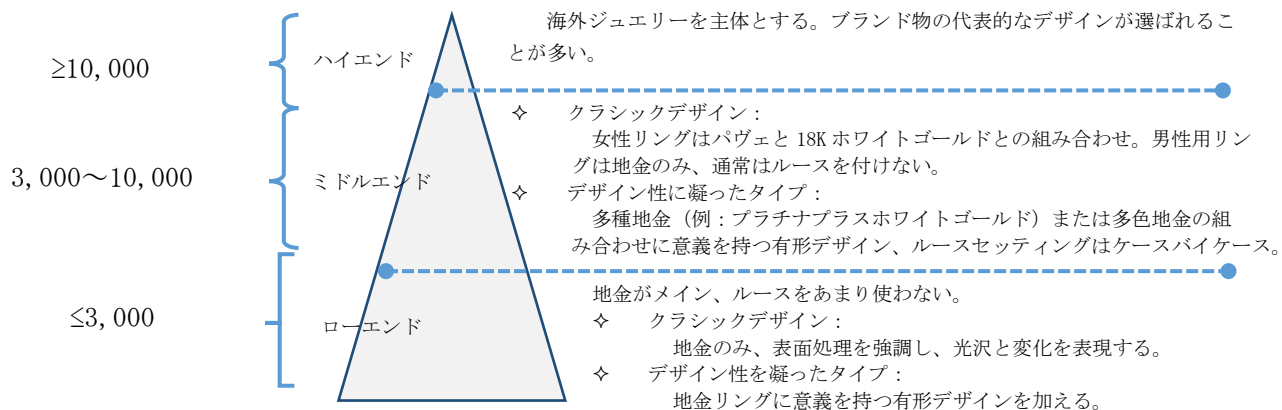 海外ジュエリーを主体とする。ブランド物の代表的なデザインが選ばれるこ
とが多い。
≥10,000
ハイエンド
✧ クラシックデザイン：
女性リングはパヴェと 18K ホワイトゴールドとの組み合わせ。男性用リン
グは地金のみ、通常はルースを付けない。
3,000～10,000
ミドルエンド
✧ デザイン性に凝ったタイプ：
多種地金（例：プラチナプラスホワイトゴールド）または多色地金の組
み合わせに意義を持つ有形デザイン、ルースセッティングはケースバイケース。
≤3,000
ローエンド
地金がメイン、ルースをあまり使わない。
✧ クラシックデザイン：
地金のみ、表面処理を強調し、光沢と変化を表現する。
✧ デザイン性を凝ったタイプ：
地金リングに意義を持つ有形デザインを加える。